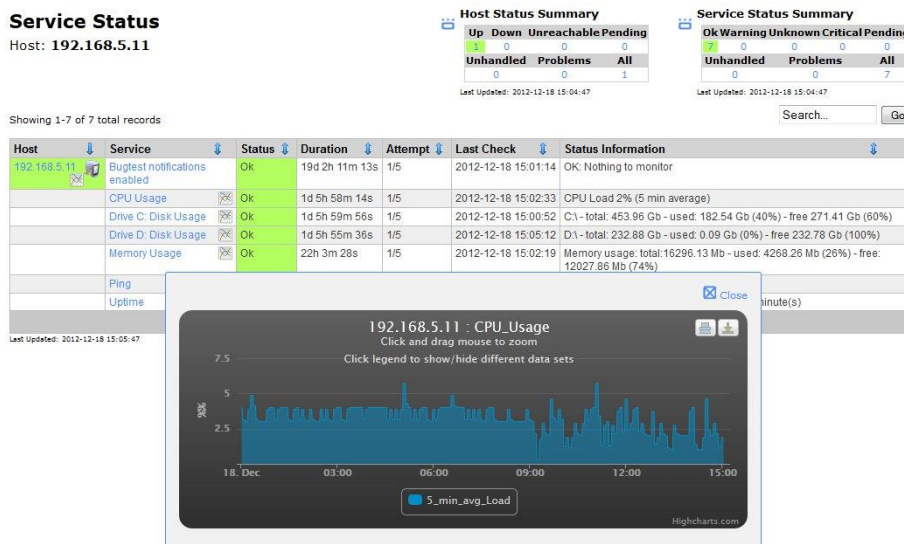 Service Status
Host: 192.168.5.11
Host Status Summary
Up Down Unreachable Pending
1 0 0 0
Unhandled Problems All
0 0 1
Last Updated: 2012-12-18 15:04:47
Service Status Summary
Ok Warning Unknown Critical Pending
7 0 0 0 0
Unhandled Problems All
0 0 7
Last Updated: 2012-12-18 15:04:47
Showing 1-7 of 7 total records
Search... Go
Host Service Status Duration Attempt Last Check Status Information
192.168.5.11 Bugtest notifications enabled Ok 19d 2h 11m 13s 1/5 2012-12-18 15:01:14 OK: Nothing to monitor
CPU Usage Ok 1d 5h 58m 14s 1/5 2012-12-18 15:02:33 CPU Load 2% (5 min average)
Drive C: Disk Usage Ok 1d 5h 59m 56s 1/5 2012-12-18 15:00:52 C:\ - total: 453.96 Gb - used: 182.54 Gb (40%) - free 271.41 Gb (60%)
Drive D: Disk Usage Ok 1d 5h 55m 36s 1/5 2012-12-18 15:05:12 D:\ - total: 232.88 Gb - used: 0.09 Gb (0%) - free 232.78 Gb (100%)
Memory Usage Ok 22h 3m 28s 1/5 2012-12-18 15:02:19 Memory usage: total:16296.13 Mb - used: 4268.26 Mb (26%) - free:
12027.86 Mb (74%)
Ping
Uptime
Last Updated: 2012-12-18 15:05:47
Close
192.168.5.11 : CPU_Usage
Click and drag mouse to zoom
Click legend to show/hide different data sets
7.5
5
2.5
18. Dec 03:00 06:00 09:00 12:00 15:00
5_min_avg_Load
Highcharts.com